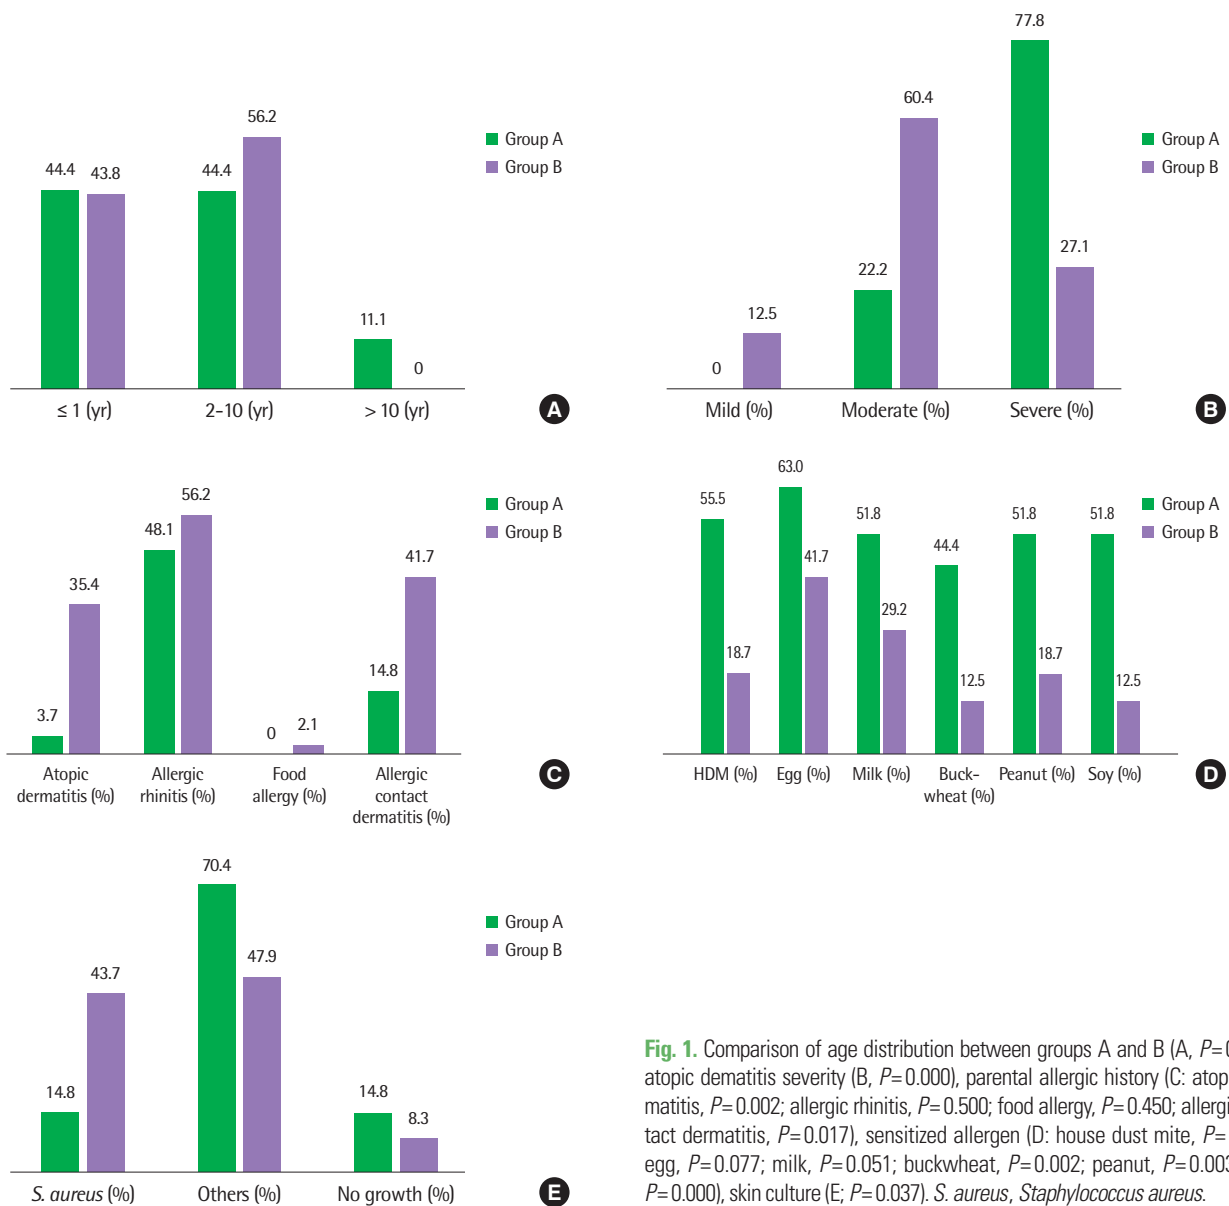 56.2
44.4 43.8 44.4
11.1
0
Group A
Group B
≤ 1 (yr) 2-10 (yr) > 10 (yr)
A
77.8
60.4
27.1
22.2
12.5
0
Group A
Group B
Mild (%) Moderate (%) Severe (%)
B
56.2
48.1
41.7
35.4
14.8
3.7
0 2.1
Group A
Group B
Atopic dermatitis (%)
Allergic rhinitis (%)
Food allergy (%)
Allergic contact dermatitis (%)
C
63.0
55.5 51.8 51.8 51.8
44.4
41.7
29.2
18.7 18.7
12.5 12.5
Group A
Group B
HDM (%) Egg (%) Milk (%) Buck- Peanut (%) Soy (%)
wheat (%)
D
70.4
43.7 47.9
14.8 14.8
8.3
Group A
Group B
S. aureus (%) Others (%) No growth (%)
E
Fig. 1. Comparison of age distribution between groups A and B (A, P=
atopic dematitis severity (B, P=0.000), parental allergic history (C: atop
matitis, P=0.002; allergic rhinitis, P=0.500; food allergy, P=0.450; allergi
tact dermatitis, P=0.017), sensitized allergen (D: house dust mite, P=
egg, P=0.077; milk, P=0.051; buckwheat, P=0.002; peanut, P=0.003
P=0.000), skin culture (E; P=0.037). S. aureus, Staphylococcus aureus.